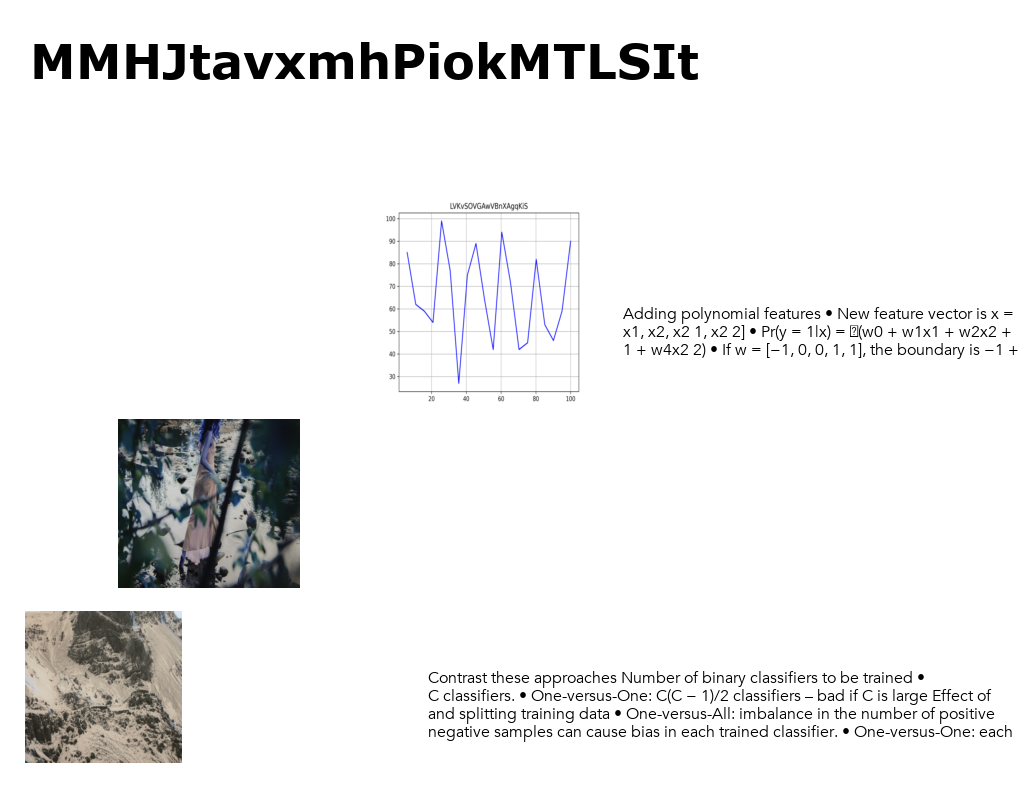 MMHJtavxmhPiokMTLSIt
LVKvSOVGAwVBnXAgqKiS
100
90
80
70
60
50
40
30
20 40 60 80 100
Adding polynomial features • New feature vector is x =
x1, x2, x2 1, x2 2] • Pr(y = 1|x) = (w0 + w1x1 + w2x2 +
1 + w4x2 2) • If w = [−1, 0, 0, 1, 1], the boundary is −1 +
Contrast these approaches Number of binary classifiers to be trained •
C classifiers. • One-versus-One: C(C − 1)/2 classifiers – bad if C is large Effect of
and splitting training data • One-versus-All: imbalance in the number of positive
negative samples can cause bias in each trained classifier. • One-versus-One: each